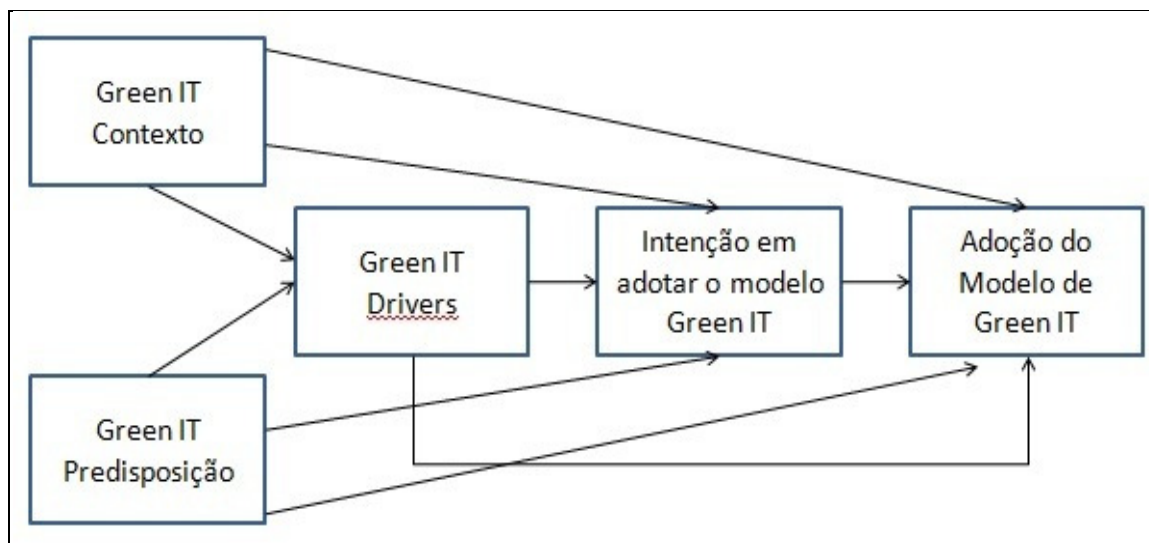 Green IT
Contexto
Green IT
Drivers
Intenção em
adotar o modelo
Green IT
Adoção do
Modelo de
Green IT
Green IT
Predisposição